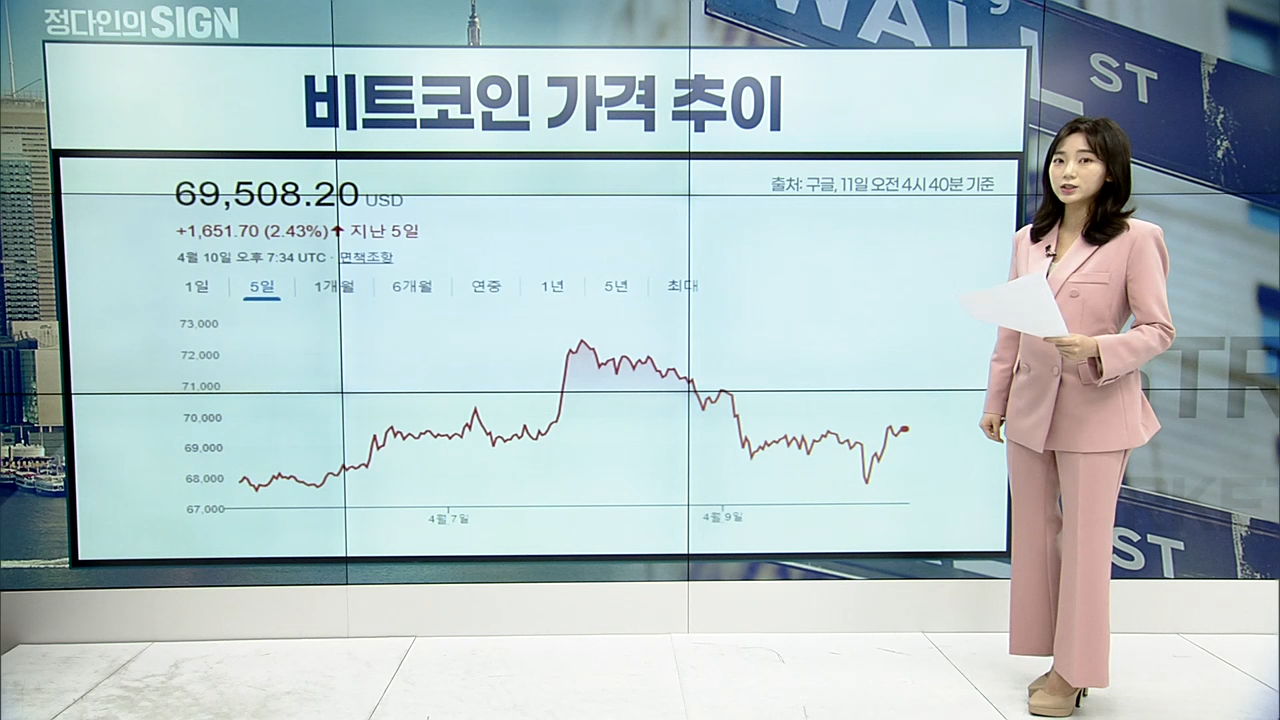 정다인의 SIGN
WALL ST
비트코인 가격 추이
69,508.20 USD
출처: 구글, 11일 오전 4시 40분 기준
+1,651.70 (2.43%) ↑ 지난 5일
4월 10일 오후 7:34 UTC · 면책조항
1일 5일 1개월 6개월 연중 1년 5년 최대
73,000
72,000
71,000
70,000
69,000
68,000
67,000
4월 7일 4월 9일
STR
ST